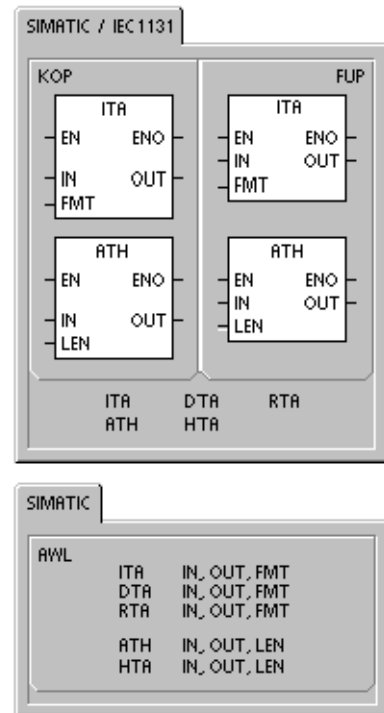 SIMATIC / IEC1131
KOP FUP
ITA ITA
EN ENO EN ENO
IN OUT IN OUT
FMT FMT
ATH ATH
EN ENO EN ENO
IN OUT IN OUT
LEN LEN
ITA DTA RTA
ATH HTA
SIMATIC
AWL
ITA IN, OUT, FMT
DTA IN, OUT, FMT
RTA IN, OUT, FMT
ATH IN, OUT, LEN
HTA IN, OUT, LEN